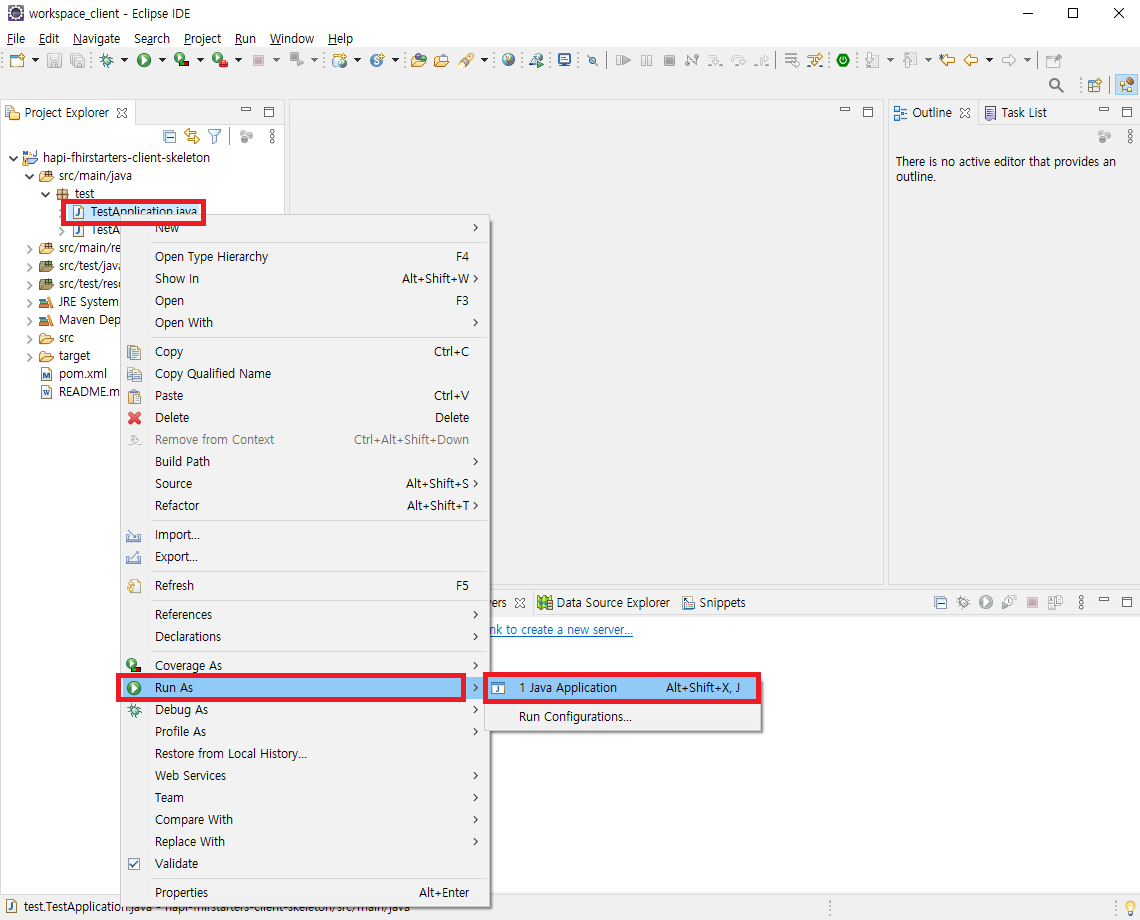 workspace_client - Eclipse IDE
File Edit Navigate Search Project Run Window Help
Project Explorer
hapi-fhirstarters-client-skeleton
src/main/java
test
TestApplication.java
TestA
src/main/re
src/test/java
src/test/reso
JRE System
Maven Dep
src
target
pom.xml
README.m
New
Open Type Hierarchy F4
Show In Alt+Shift+W
Open F3
Open With
Copy Ctrl+C
Copy Qualified Name
Paste Ctrl+V
Delete Delete
Remove from Context Ctrl+Alt+Shift+Down
Build Path
Source Alt+Shift+S
Refactor Alt+Shift+T
Import...
Export...
Refresh F5
References
Declarations
Coverage As
Run As
Debug As
Profile As
Restore from Local History...
Web Services
Team
Compare With
Replace With
Validate
Properties Alt+Enter
1 Java Application Alt+Shift+X, J
Run Configurations...
Outline Task List
There is no active editor that provides an
outline.
ers Data Source Explorer Snippets
nk to create a new server...
test.TestApplication.java - hapi-fhirstarters-client-skeleton/src/main/java